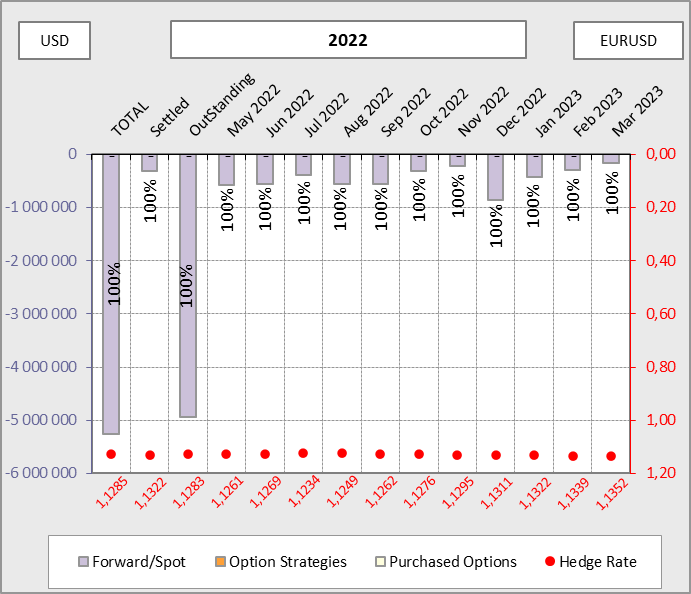 USD
2022
EURUSD
TOTAL
Settled
OutStanding
May 2022
Jun 2022
Jul 2022
Aug 2022
Sep 2022
Oct 2022
Nov 2022
Dec 2022
Jan 2023
Feb 2023
Mar 2023
0
-1 000 000
-2 000 000
-3 000 000
-4 000 000
-5 000 000
-6 000 000
100%
100%
100%
100%
100%
100%
100%
100%
100%
100%
100%
100%
100%
100%
0,00
0,20
0,40
0,60
0,80
1,00
1,20
1,1285
1,1322
1,1283
1,1261
1,1269
1,1234
1,1249
1,1262
1,1276
1,1295
1,1311
1,1322
1,1339
1,1352
Forward/Spot
Option Strategies
Purchased Options
Hedge Rate